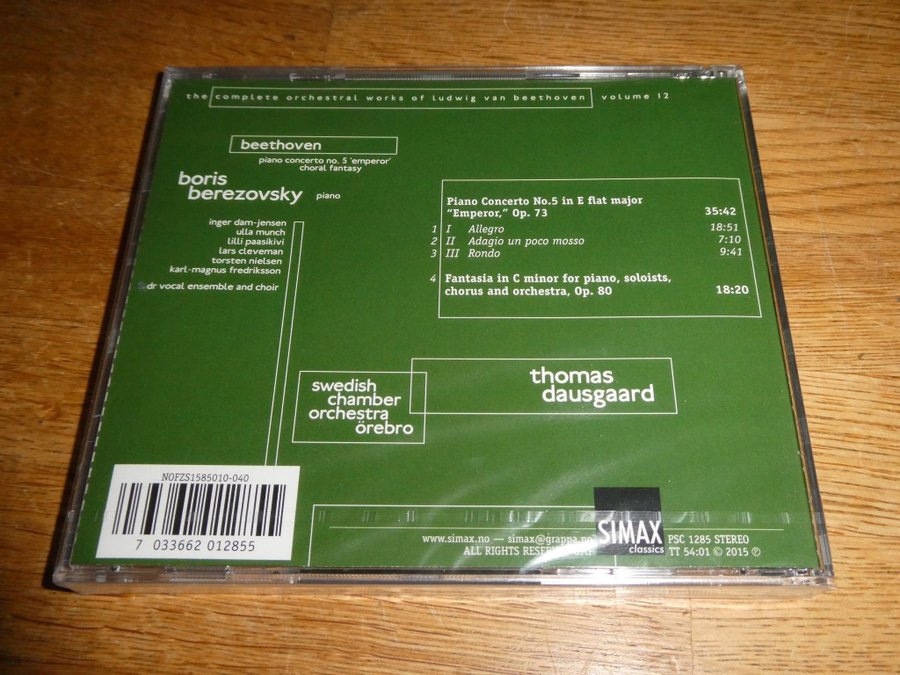 the complete orchestral works of ludwig van beethoven volume 12
beethoven
piano concerto no. 5 'emperor'
choral fantasy
boris
berezovsky piano
inger dam-jensen
ulla munch
lilli paasikivi
lars cleveman
torsten nielsen
karl-magnus fredriksson
dr vocal ensemble and choir
Piano Concerto No.5 in E flat major
“Emperor,” Op. 73 35:42
1 I Allegro 18:51
2 II Adagio un poco mosso 7:10
3 III Rondo 9:41
4 Fantasia in C minor for piano, soloists,
chorus and orchestra, Op. 80 18:20
swedish
chamber
orchestra
örebro
thomas
dausgaard
NOFZS1585010-040
7 033662 012855
www.simax.no — simax@grappa.no
ALL RIGHTS
SIMAX
classics
PSC 1285 STEREO
TT 54:01 © 2015 ℗